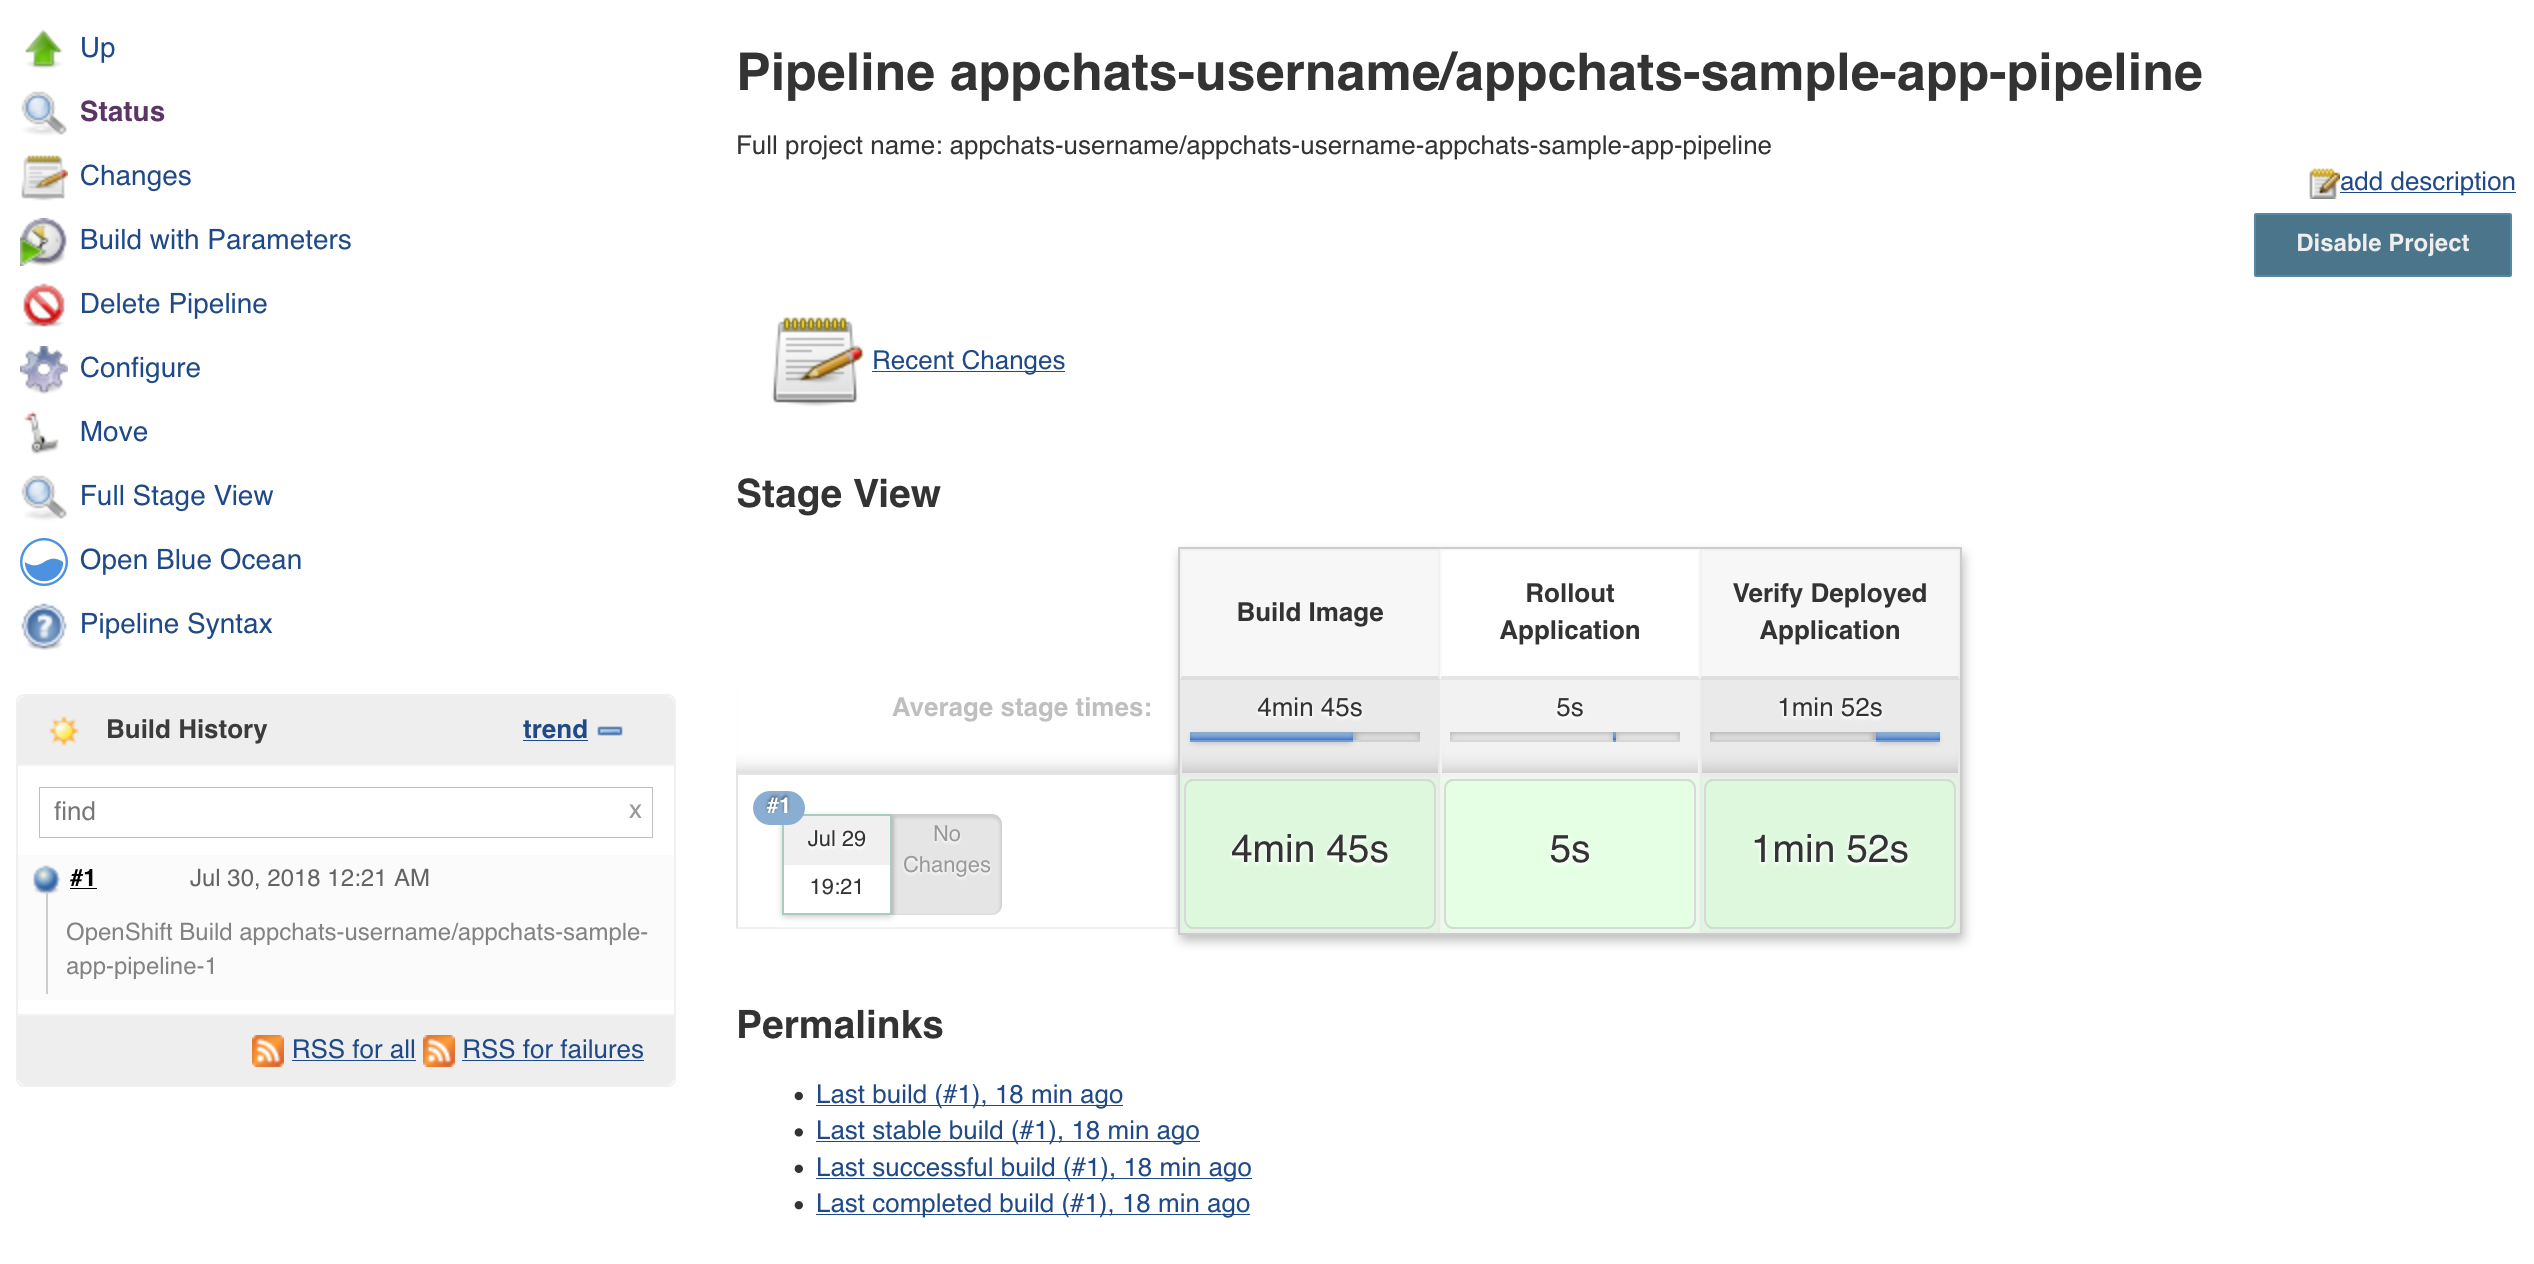 Up
Status
Changes
Build with Parameters
Delete Pipeline
Configure
Move
Full Stage View
Open Blue Ocean
Pipeline Syntax
Build History
trend
find
x
#1
Jul 30, 2018 12:21 AM
OpenShift Build appchats-username/appchats-sample-
app-pipeline-1
RSS for all
RSS for failures
Pipeline appchats-username/appchats-sample-app-pipeline
Full project name: appchats-username/appchats-username-appchats-sample-app-pipeline
add description
Disable Project
Recent Changes
Stage View
Build Image
Rollout
Application
Verify Deployed
Application
Average stage times:
4min 45s
5s
1min 52s
#1
Jul 29
19:21
No
Changes
4min 45s
5s
1min 52s
Permalinks
Last build (#1), 18 min ago
Last stable build (#1), 18 min ago
Last successful build (#1), 18 min ago
Last completed build (#1), 18 min ago